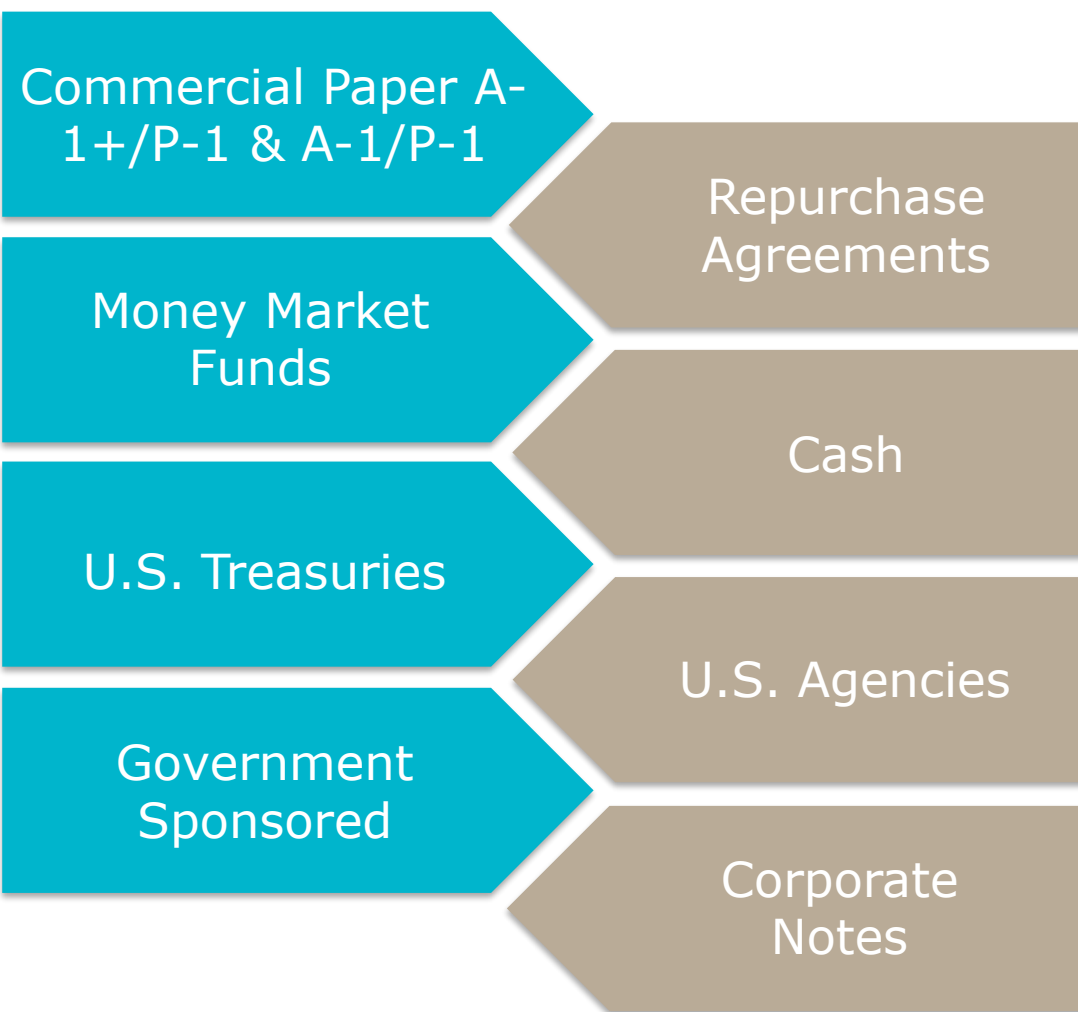 Commercial Paper A-
1+/P-1 & A-1/P-1
Repurchase
Agreements
Money Market
Funds
Cash
U.S. Treasuries
U.S. Agencies
Government
Sponsored
Corporate
Notes